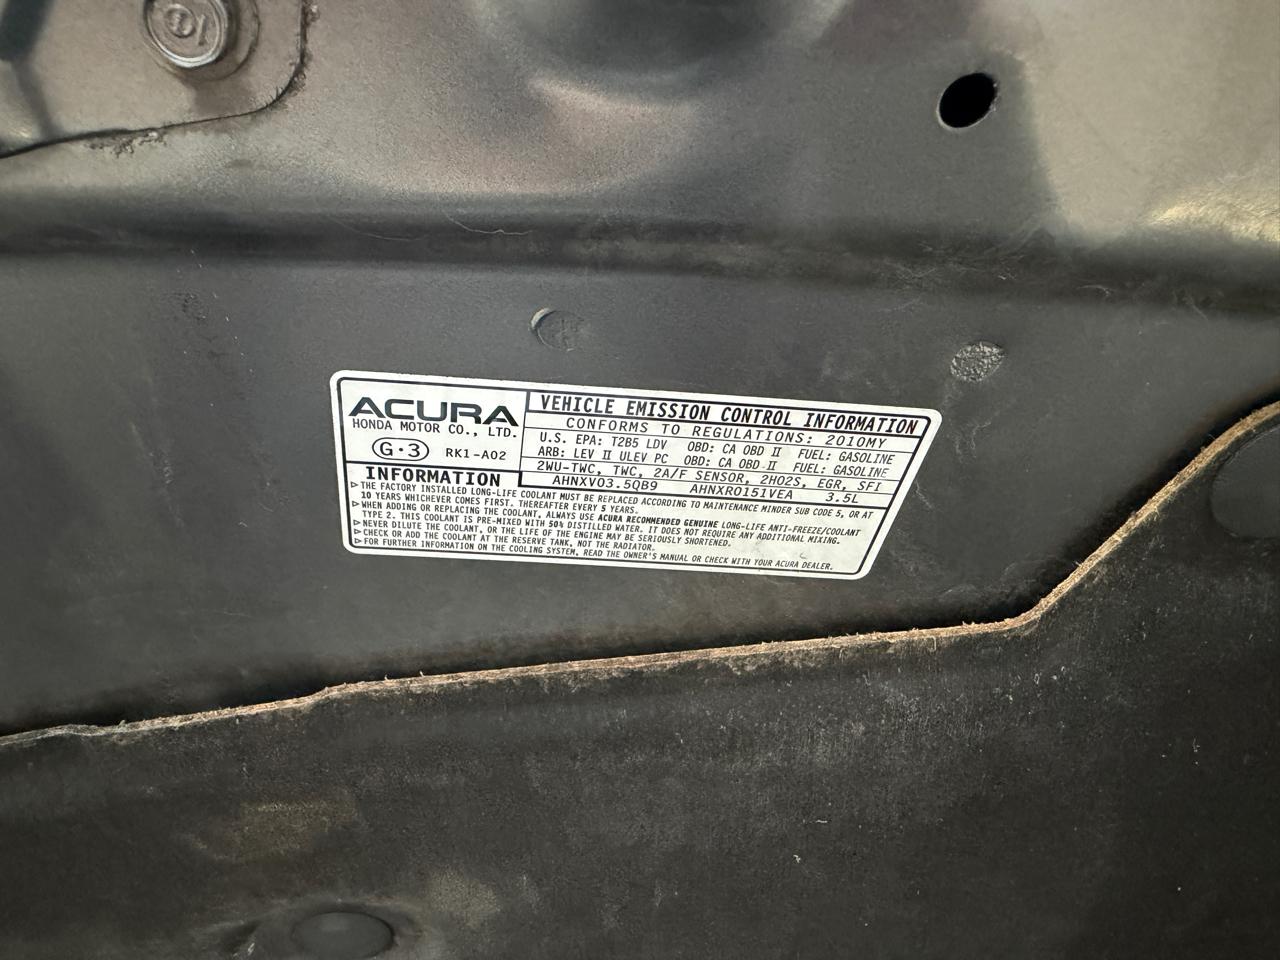 ACURA
HONDA MOTOR CO., LTD.
G·3 RK1-A02
VEHICLE EMISSION CONTROL INFORMATION
CONFORMS TO REGULATIONS: 2010MY
U.S. EPA: T2B5 LDV OBD: CA OBD II FUEL: GASOLINE
ARB: LEV II ULEV PC OBD: CA OBD II FUEL: GASOLINE
2WU-TWC, TWC, 2A/F SENSOR, 2HO2S, EGR, SFI
AHNXV03.5QB9 AHNXR0151VEA 3.5L
INFORMATION
▷THE FACTORY INSTALLED LONG-LIFE COOLANT MUST BE REPLACED ACCORDING TO MAINTENANCE MINDER SUB CODE 5, OR AT
10 YEARS WHICHEVER COMES FIRST. THEREAFTER EVERY 5 YEARS.
▷WHEN ADDING OR REPLACING THE COOLANT, ALWAYS USE ACURA RECOMMENDED GENUINE LONG-LIFE ANTI-FREEZE/COOLANT
TYPE 2. THIS COOLANT IS PRE-MIXED WITH 50% DISTILLED WATER. IT DOES NOT REQUIRE ANY ADDITIONAL MIXING.
▷NEVER DILUTE THE COOLANT, OR THE LIFE OF THE ENGINE MAY BE SERIOUSLY SHORTENED.
▷CHECK OR ADD THE COOLANT AT THE RESERVE TANK, NOT THE RADIATOR.
▷FOR FURTHER INFORMATION ON THE COOLING SYSTEM, READ THE OWNER'S MANUAL OR CHECK WITH YOUR ACURA DEALER.